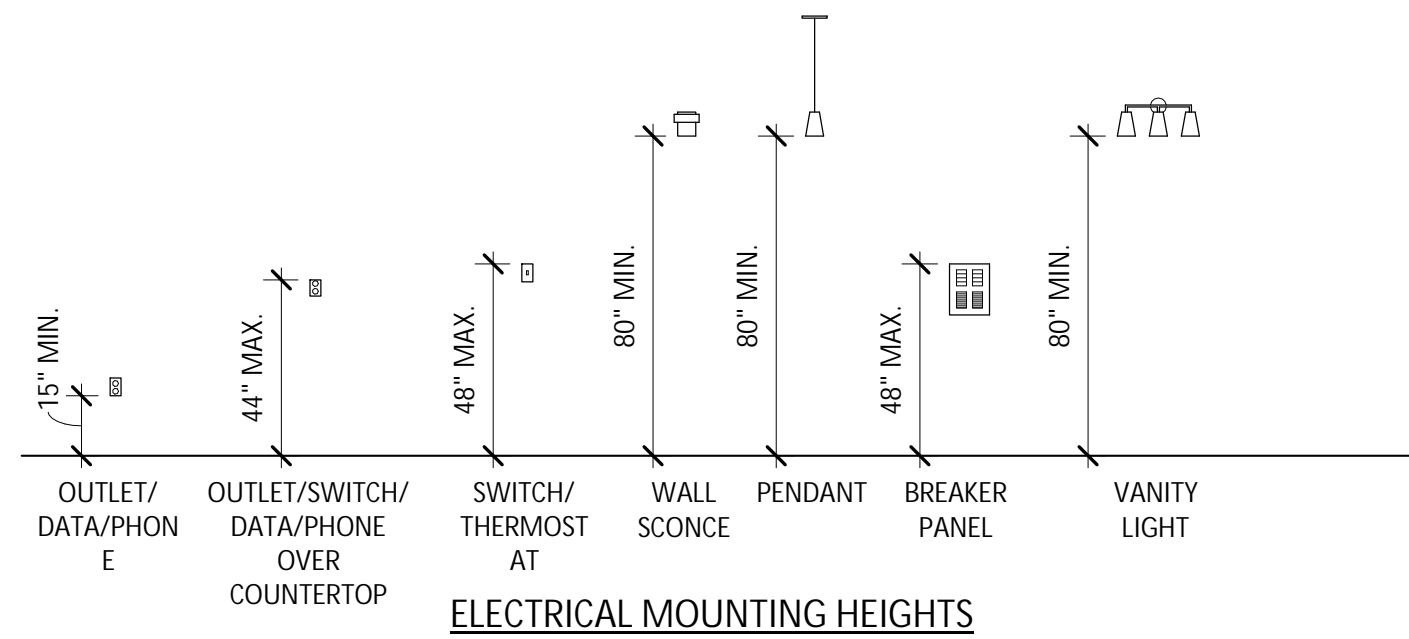 15" MIN.
44" MAX.
48" MAX.
80" MIN.
80" MIN.
48" MAX.
80" MIN.
OUTLET/
DATA/PHON
E
OUTLET/SWITCH/
DATA/PHONE
OVER
COUNTERTOP
SWITCH/
THERMOST
AT
WALL
SCONCE
PENDANT
BREAKER
PANEL
VANITY
LIGHT
ELECTRICAL MOUNTING HEIGHTS